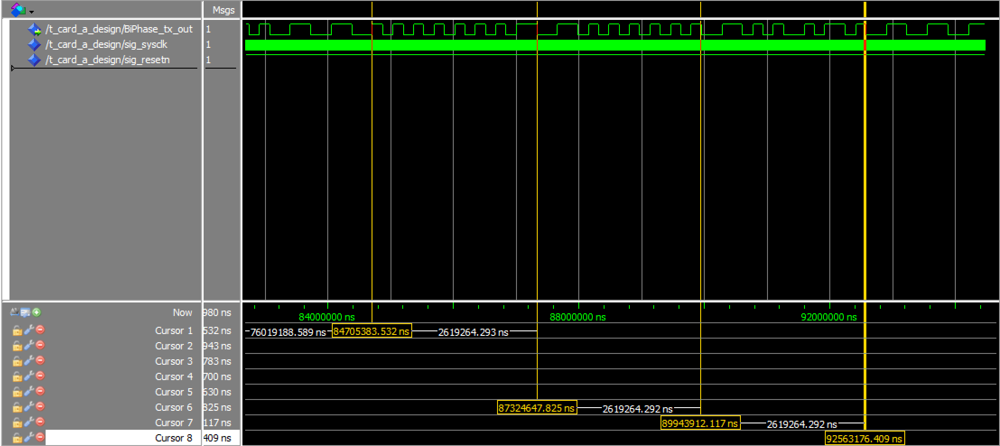 Msgs
/t_card_a_design/BiPhase_tx_out 1
/t_card_a_design/sig_sysclk 1
/t_card_a_design/sig_resetn 1
Now 980 ns 84000000 ns 88000000 ns 92000000 ns
Cursor 1 532 ns 76019188.589 ns 84705383.532 ns 2619264.293 ns
Cursor 2 943 ns
Cursor 3 783 ns
Cursor 4 700 ns
Cursor 5 630 ns
Cursor 6 825 ns 87324647.825 ns 2619264.292 ns
Cursor 7 117 ns 89943912.117 ns 2619264.292 ns
Cursor 8 409 ns 92563176.409 ns